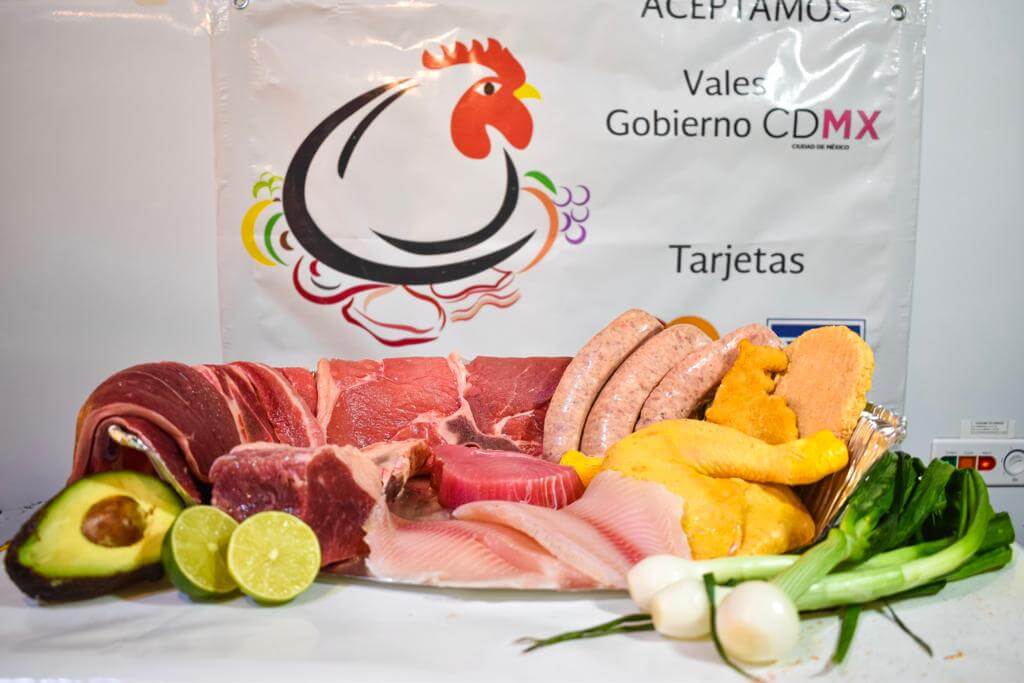 ACEPTAMOS
Vales
Gobierno CDMX
CIUDAD DE MÉXICO
Tarjetas